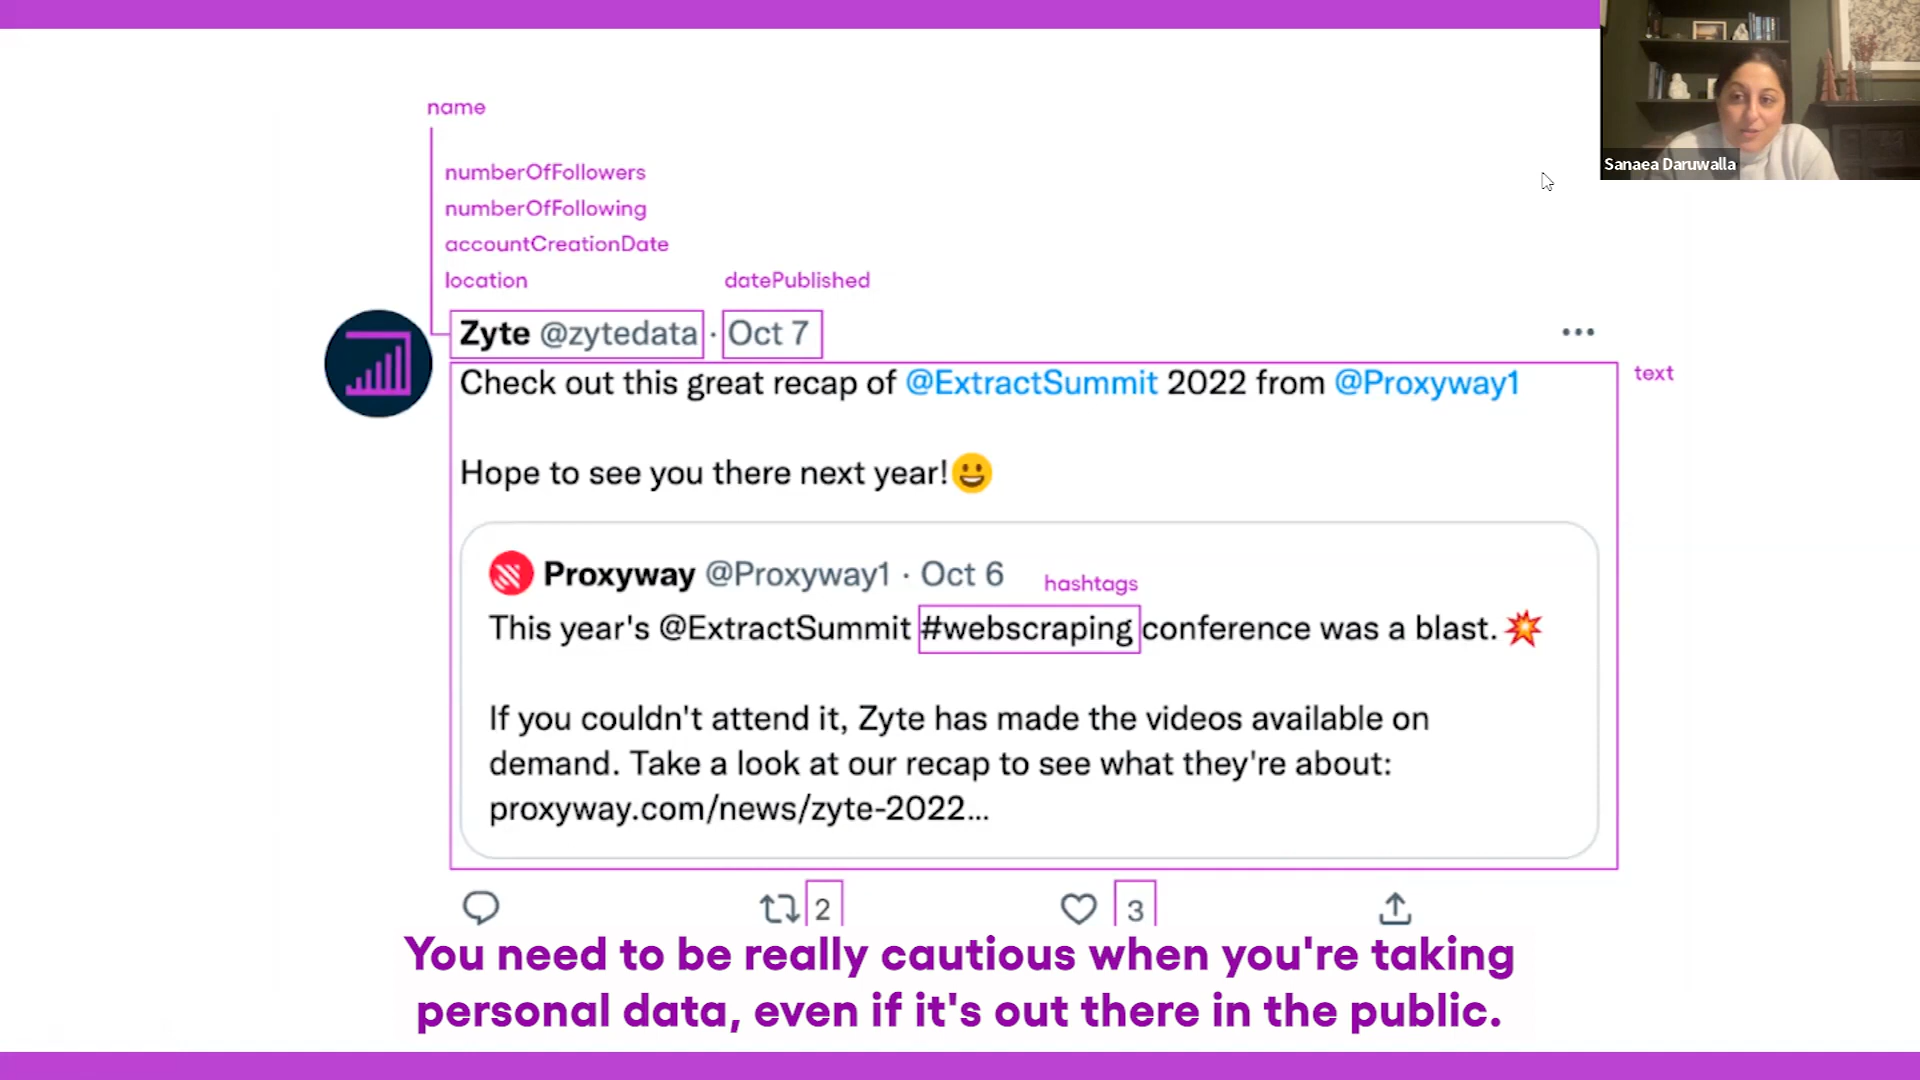 name
numberOfFollowers
numberOfFollowing
accountCreationDate
location
datePublished
Sanaea Daruwalla
Zyte @zytedata · Oct 7
text
Check out this great recap of @ExtractSummit 2022 from @Proxyway1
Hope to see you there next year!😀
Proxyway @Proxyway1 · Oct 6
hashtags
This year's @ExtractSummit #webscraping conference was a blast.💥
If you couldn't attend it, Zyte has made the videos available on
demand. Take a look at our recap to see what they're about:
proxyway.com/news/zyte-2022...
2
3
You need to be really cautious when you're taking
personal data, even if it's out there in the public.